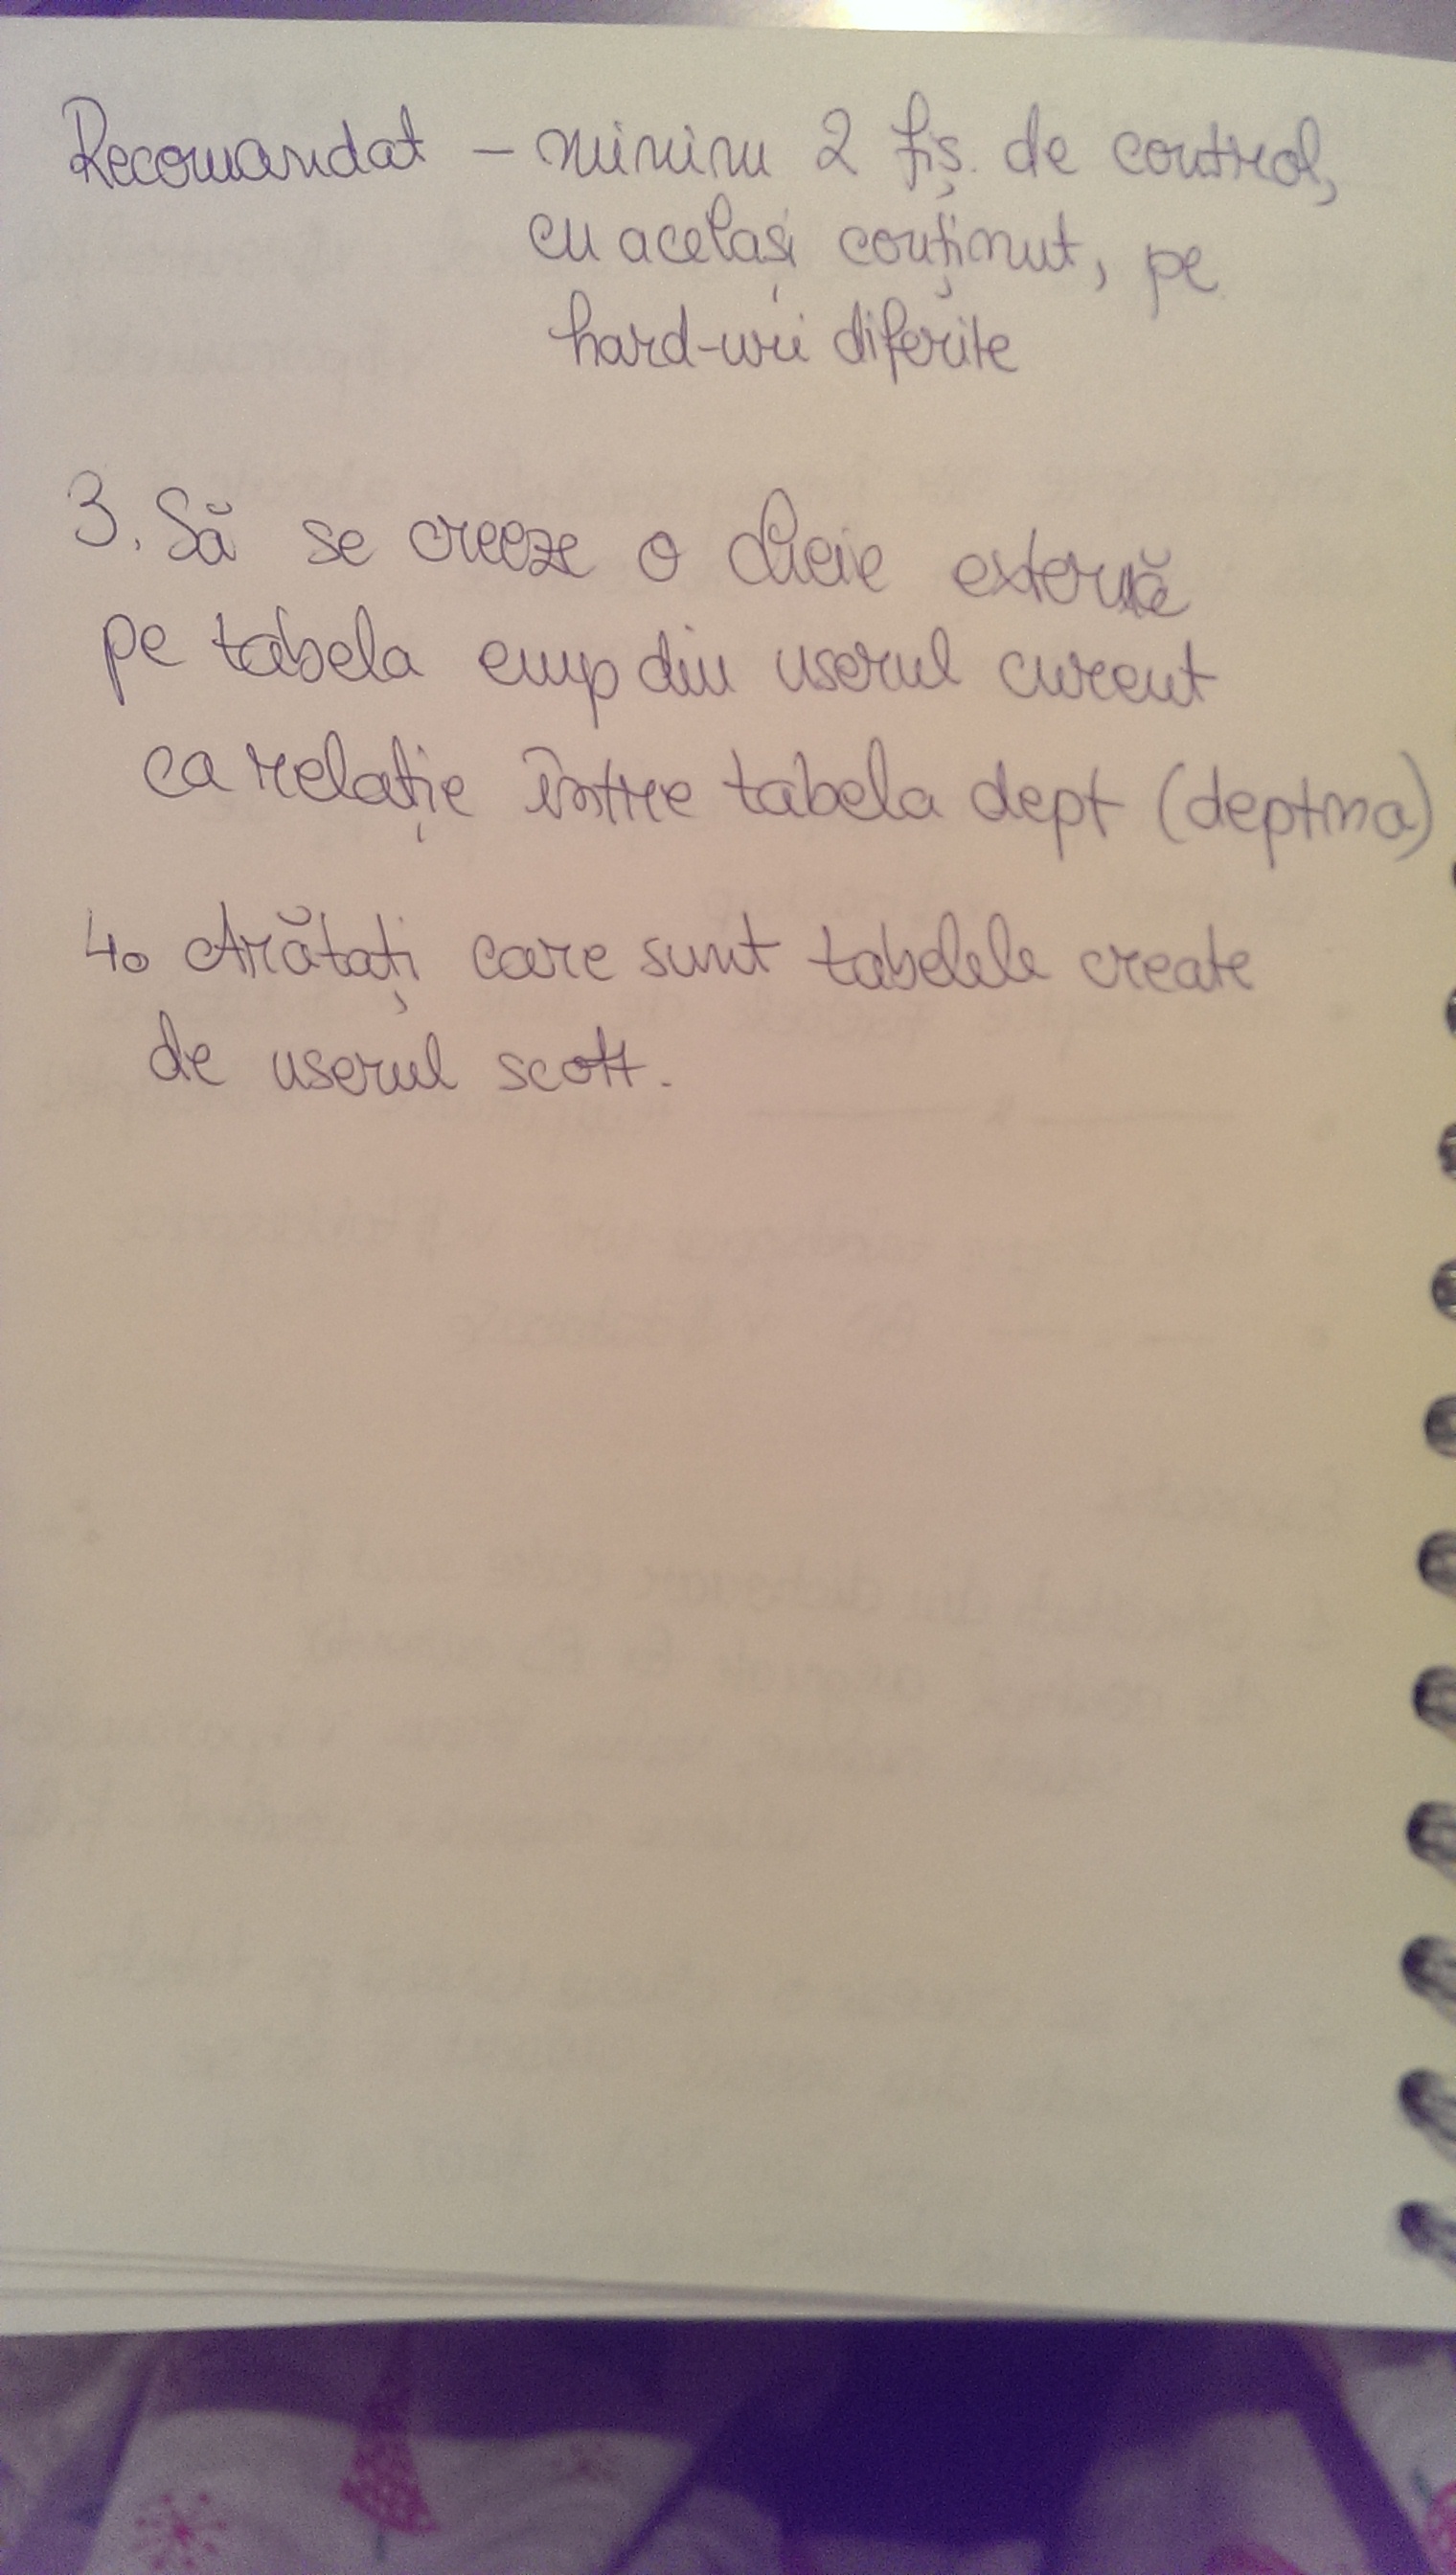 Recomandat - minim 2 fiș. de control,
cu același conținut, pe
hard-uri diferite
3. Să se creeze o cheie externă
pe tabela emp din userul curent
ca relație între tabela dept (deptno)
4. Arătați care sunt tabelele create
de userul scott.